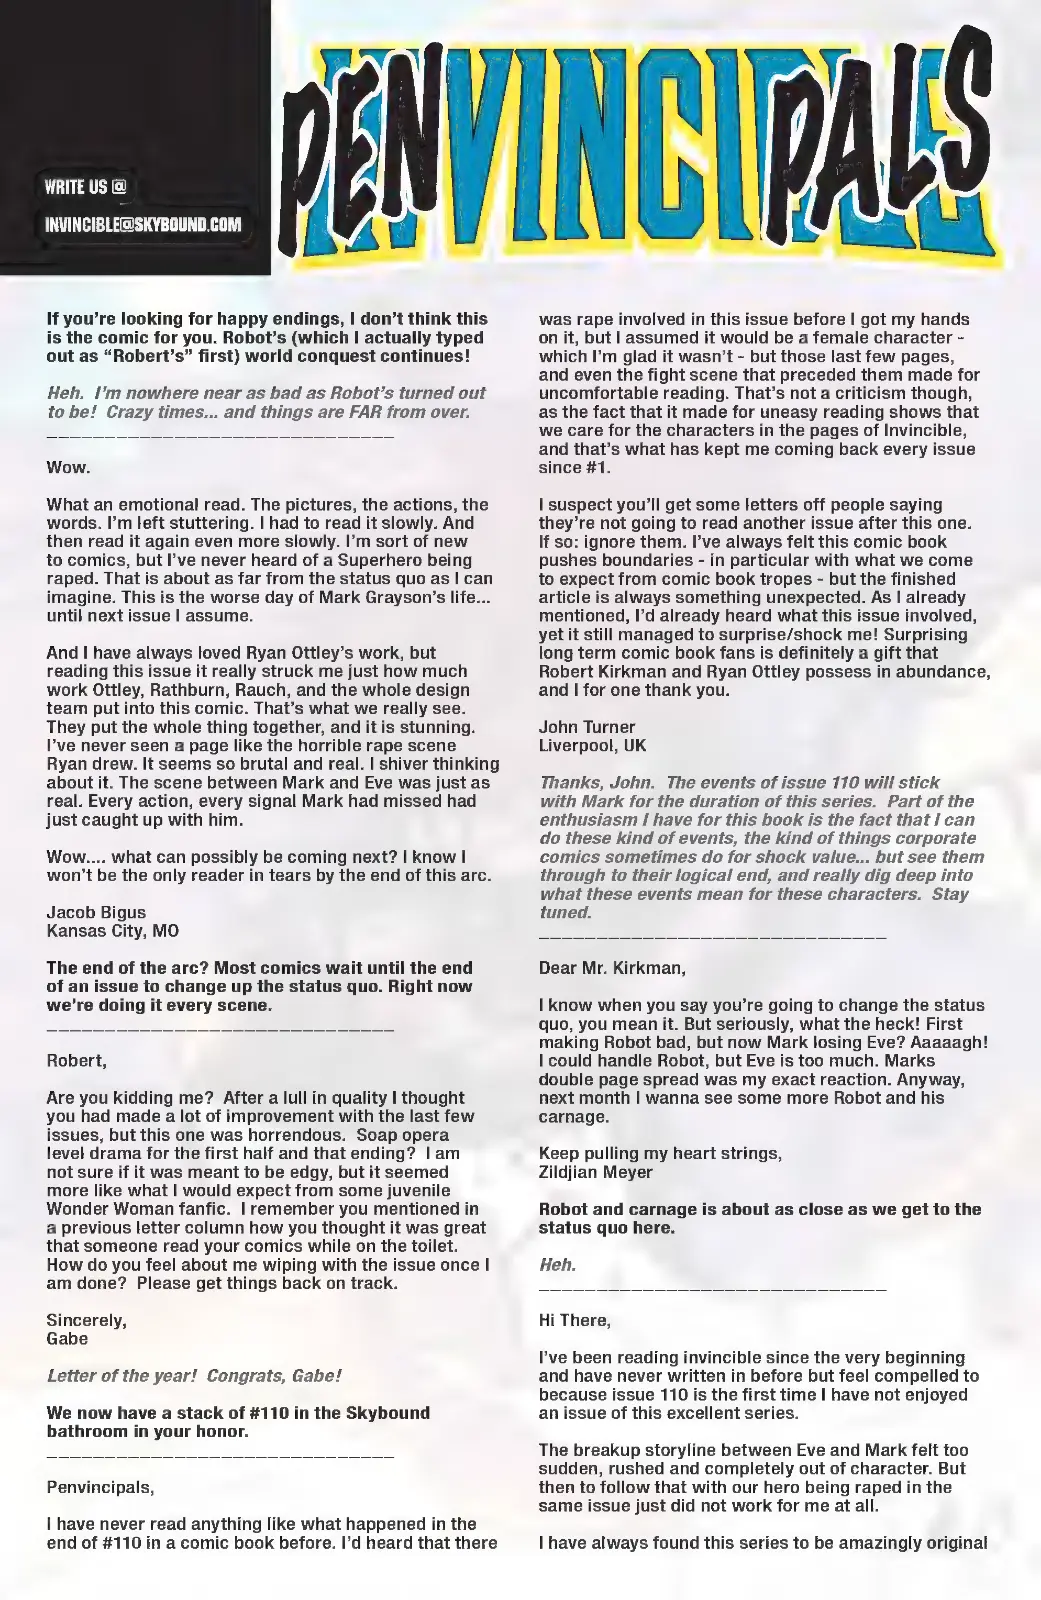 WRITE US @
INVINCIBLE@SKYBOUND.COM
PENVINCIPALS
If you're looking for happy endings, I don't think this
is the comic for you. Robot's (which I actually typed
out as “Robert's” first) world conquest continues!
Heh.  I'm nowhere near as bad as Robot's turned out
to be!  Crazy times... and things are FAR from over.
______________________________
Wow.
What an emotional read. The pictures, the actions, the
words. I'm left stuttering. I had to read it slowly. And
then read it again even more slowly. I'm sort of new
to comics, but I've never heard of a Superhero being
raped. That is about as far from the status quo as I can
imagine. This is the worse day of Mark Grayson's life...
until next issue I assume.
And I have always loved Ryan Ottley's work, but
reading this issue it really struck me just how much
work Ottley, Rathburn, Rauch, and the whole design
team put into this comic. That's what we really see.
They put the whole thing together, and it is stunning.
I've never seen a page like the horrible rape scene
Ryan drew. It seems so brutal and real. I shiver thinking
about it. The scene between Mark and Eve was just as
real. Every action, every signal Mark had missed had
just caught up with him.
Wow.... what can possibly be coming next? I know I
won't be the only reader in tears by the end of this arc.
Jacob Bigus
Kansas City, MO
The end of the arc? Most comics wait until the end
of an issue to change up the status quo. Right now
we're doing it every scene.
______________________________
Robert,
Are you kidding me?  After a lull in quality I thought
you had made a lot of improvement with the last few
issues, but this one was horrendous.  Soap opera
level drama for the first half and that ending?  I am
not sure if it was meant to be edgy, but it seemed
more like what I would expect from some juvenile
Wonder Woman fanfic.  I remember you mentioned in
a previous letter column how you thought it was great
that someone read your comics while on the toilet.
How do you feel about me wiping with the issue once I
am done?  Please get things back on track.
Sincerely,
Gabe
Letter of the year!  Congrats, Gabe!
We now have a stack of #110 in the Skybound
bathroom in your honor.
______________________________
Penvincipals,
I have never read anything like what happened in the
end of #110 in a comic book before. I'd heard that there
was rape involved in this issue before I got my hands
on it, but I assumed it would be a female character -
which I'm glad it wasn't - but those last few pages,
and even the fight scene that preceded them made for
uncomfortable reading. That's not a criticism though,
as the fact that it made for uneasy reading shows that
we care for the characters in the pages of Invincible,
and that's what has kept me coming back every issue
since #1.
I suspect you'll get some letters off people saying
they're not going to read another issue after this one.
If so: ignore them. I've always felt this comic book
pushes boundaries - in particular with what we come
to expect from comic book tropes - but the finished
article is always something unexpected. As I already
mentioned, I'd already heard what this issue involved,
yet it still managed to surprise/shock me! Surprising
long term comic book fans is definitely a gift that
Robert Kirkman and Ryan Ottley possess in abundance,
and I for one thank you.
John Turner
Liverpool, UK
Thanks, John.  The events of issue 110 will stick
with Mark for the duration of this series.  Part of the
enthusiasm I have for this book is the fact that I can
do these kind of events, the kind of things corporate
comics sometimes do for shock value... but see them
through to their logical end, and really dig deep into
what these events mean for these characters.  Stay
tuned.
______________________________
Dear Mr. Kirkman,
I know when you say you're going to change the status
quo, you mean it. But seriously, what the heck! First
making Robot bad, but now Mark losing Eve? Aaaaagh!
I could handle Robot, but Eve is too much. Marks
double page spread was my exact reaction. Anyway,
next month I wanna see some more Robot and his
carnage.
Keep pulling my heart strings,
Zildjian Meyer
Robot and carnage is about as close as we get to the
status quo here.
Heh.
______________________________
Hi There,
I've been reading invincible since the very beginning
and have never written in before but feel compelled to
because issue 110 is the first time I have not enjoyed
an issue of this excellent series.
The breakup storyline between Eve and Mark felt too
sudden, rushed and completely out of character. But
then to follow that with our hero being raped in the
same issue just did not work for me at all.
I have always found this series to be amazingly original